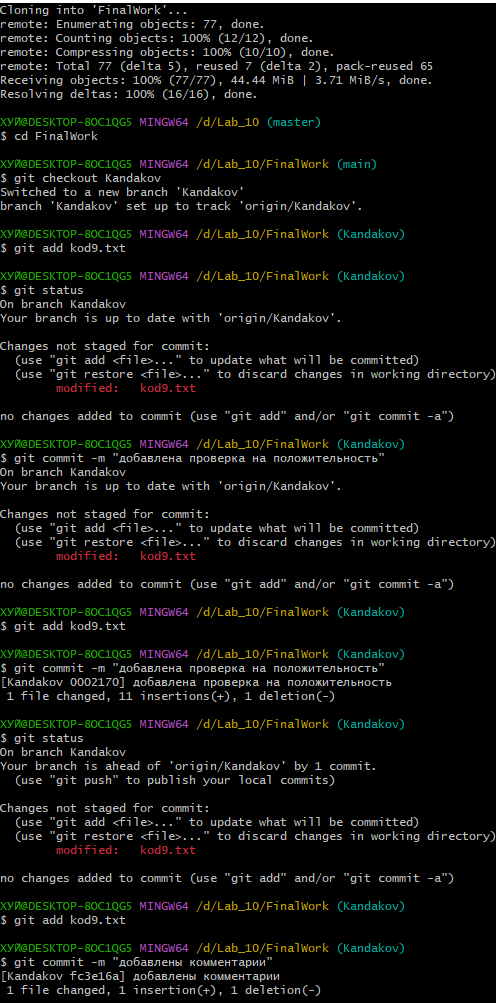 Cloning into 'FinalWork'...
remote: Enumerating objects: 77, done.
remote: Counting objects: 100% (12/12), done.
remote: Compressing objects: 100% (10/10), done.
remote: Total 77 (delta 5), reused 7 (delta 2), pack-reused 65
Receiving objects: 100% (77/77), 44.44 MiB | 3.71 MiB/s, done.
Resolving deltas: 100% (16/16), done.
ХУЙ@DESKTOP-8OC1QG5 MINGW64 /d/Lab_10 (master)
$ cd FinalWork
ХУЙ@DESKTOP-8OC1QG5 MINGW64 /d/Lab_10/FinalWork (main)
$ git checkout Kandakov
Switched to a new branch 'Kandakov'
branch 'Kandakov' set up to track 'origin/Kandakov'.
ХУЙ@DESKTOP-8OC1QG5 MINGW64 /d/Lab_10/FinalWork (Kandakov)
$ git add kod9.txt
ХУЙ@DESKTOP-8OC1QG5 MINGW64 /d/Lab_10/FinalWork (Kandakov)
$ git status
On branch Kandakov
Your branch is up to date with 'origin/Kandakov'.
Changes not staged for commit:
(use "git add <file>..." to update what will be committed)
(use "git restore <file>..." to discard changes in working directory)
modified: kod9.txt
no changes added to commit (use "git add" and/or "git commit -a")
ХУЙ@DESKTOP-8OC1QG5 MINGW64 /d/Lab_10/FinalWork (Kandakov)
$ git commit -m "добавлена проверка на положительность"
On branch Kandakov
Your branch is up to date with 'origin/Kandakov'.
Changes not staged for commit:
(use "git add <file>..." to update what will be committed)
(use "git restore <file>..." to discard changes in working directory)
modified: kod9.txt
no changes added to commit (use "git add" and/or "git commit -a")
ХУЙ@DESKTOP-8OC1QG5 MINGW64 /d/Lab_10/FinalWork (Kandakov)
$ git add kod9.txt
ХУЙ@DESKTOP-8OC1QG5 MINGW64 /d/Lab_10/FinalWork (Kandakov)
$ git commit -m "добавлена проверка на положительность"
[Kandakov 0002170] добавлена проверка на положительность
1 file changed, 11 insertions(+), 1 deletion(-)
ХУЙ@DESKTOP-8OC1QG5 MINGW64 /d/Lab_10/FinalWork (Kandakov)
$ git status
On branch Kandakov
Your branch is ahead of 'origin/Kandakov' by 1 commit.
(use "git push" to publish your local commits)
Changes not staged for commit:
(use "git add <file>..." to update what will be committed)
(use "git restore <file>..." to discard changes in working directory)
modified: kod9.txt
no changes added to commit (use "git add" and/or "git commit -a")
ХУЙ@DESKTOP-8OC1QG5 MINGW64 /d/Lab_10/FinalWork (Kandakov)
$ git add kod9.txt
ХУЙ@DESKTOP-8OC1QG5 MINGW64 /d/Lab_10/FinalWork (Kandakov)
$ git commit -m "добавлены комментарии"
[Kandakov fc3e16a] добавлены комментарии
1 file changed, 1 insertion(+), 1 deletion(-)